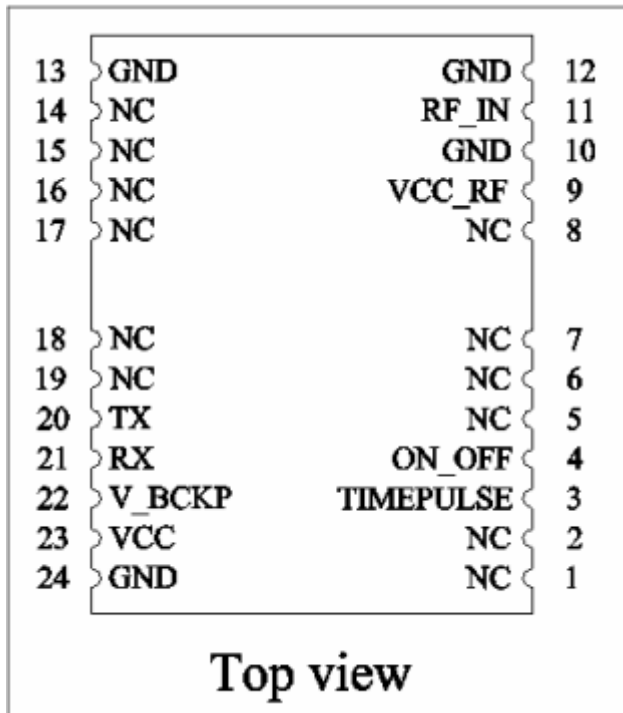 13 GND GND 12
14 NC RF_IN 11
15 NC GND 10
16 NC VCC_RF 9
17 NC NC 8
18 NC NC 7
19 NC NC 6
20 TX NC 5
21 RX ON_OFF 4
22 V_BCKP TIMEPULSE 3
23 VCC NC 2
24 GND NC 1
Top view